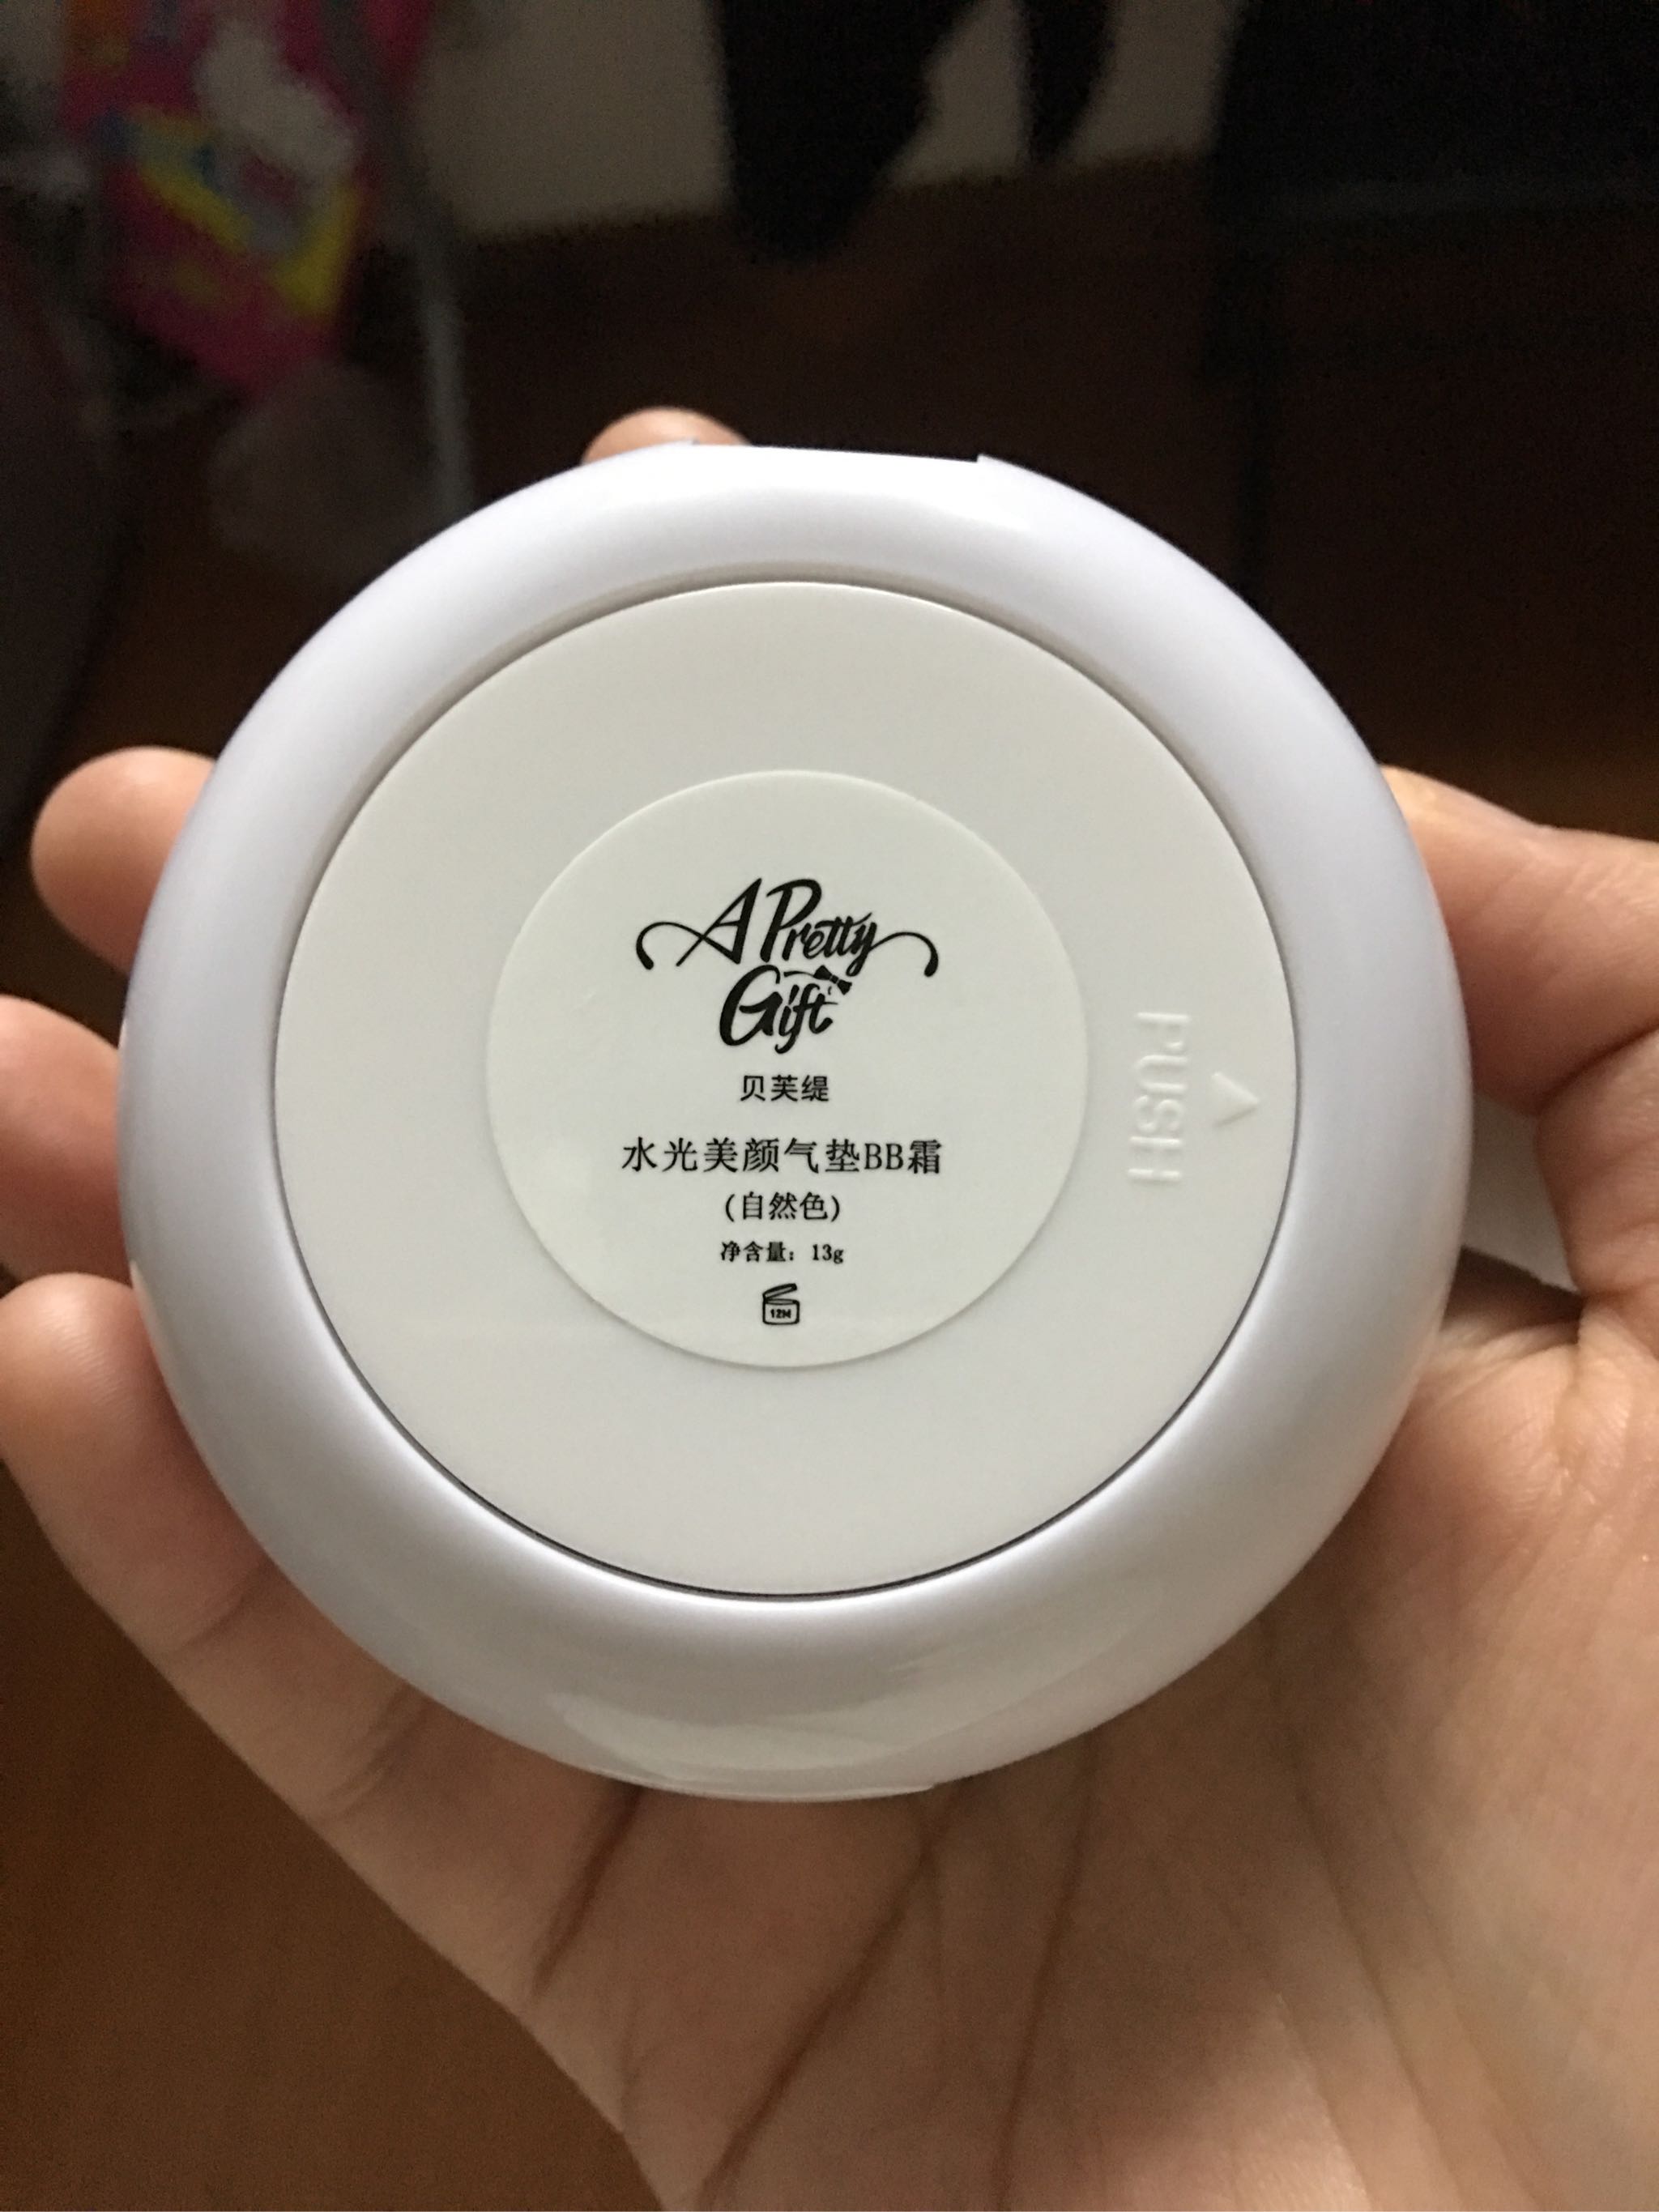 A Pretty
Gift
贝芙缇
水光美颜气垫BB霜
(自然色)
净含量：13g
12M
PUSH